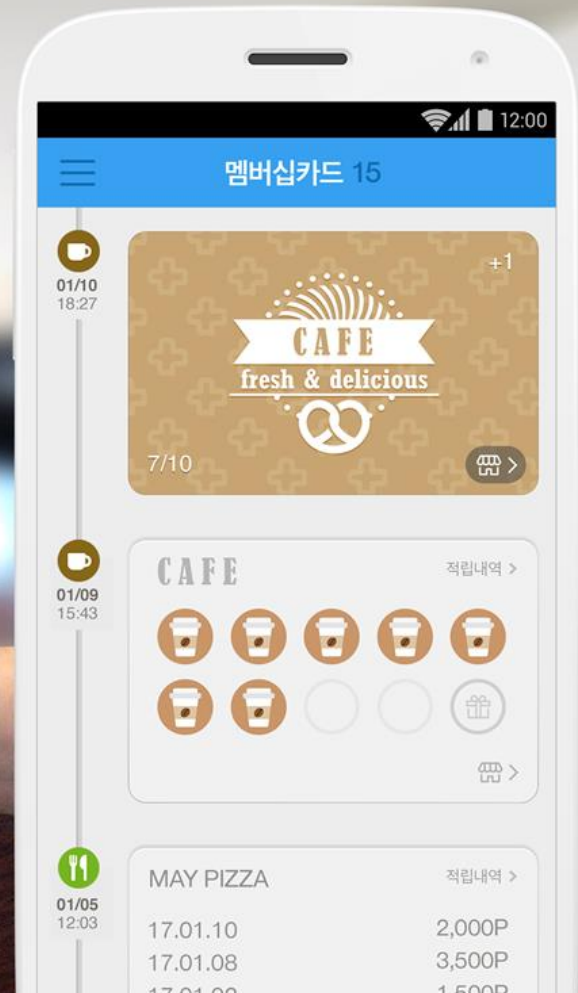 12:00
멤버십카드 15
01/10
18:27
+1
CAFE
fresh & delicious
7/10
01/09
15:43
CAFE
적립내역 >
01/05
12:03
MAY PIZZA
적립내역 >
17.01.10 2,000P
17.01.08 3,500P